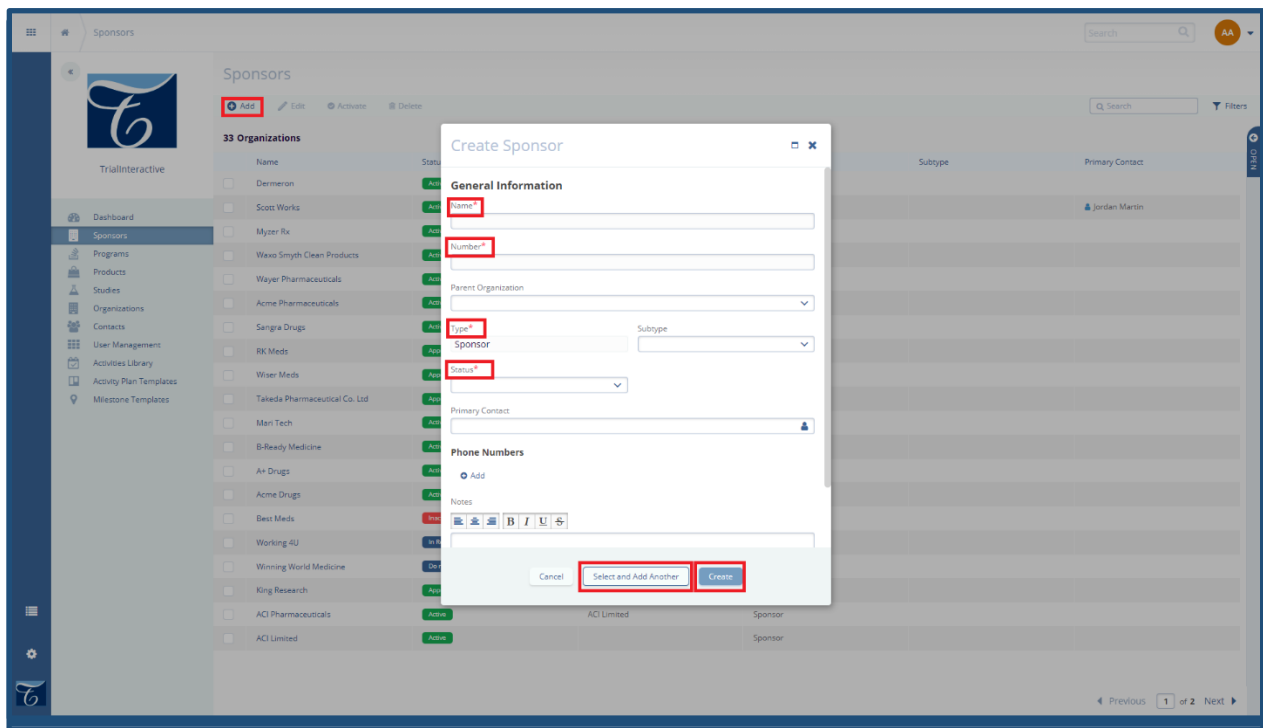 Sponsors
Search
AA
Sponsors
Add Edit Activate Delete
Search
Filters
33 Organizations
OPEN
TrialInteractive
Dashboard
Sponsors
Programs
Products
Studies
Organizations
Contacts
User Management
Activities Library
Activity Plan Templates
Milestone Templates
Name Subtype Primary Contact
Dermeron
Scott Works Jordan Martin
Myzer Rx
Waxo Smyth Clean Products
Wayer Pharmaceuticals
Acme Pharmaceuticals
Sangra Drugs
RK Meds
Wiser Meds
Takeda Pharmaceutical Co. Ltd
Mari Tech
B-Ready Medicine
A+ Drugs
Acme Drugs
Best Meds
Working 4U
Winning World Medicine
King Research
ACI Pharmaceuticals Active ACI Limited Sponsor
ACI Limited Active Sponsor
Create Sponsor
General Information
Name*
Number*
Parent Organization
Type* Subtype
Sponsor
Status*
Primary Contact
Phone Numbers
Add
Notes
B I U S
Cancel Select and Add Another Create
Previous 1 of 2 Next